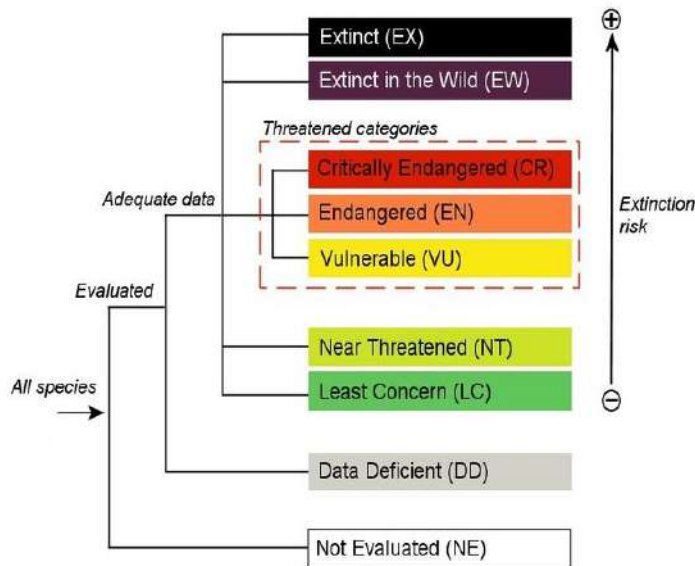 Extinct (EX)
Extinct in the Wild (EW)
Threatened categories
Critically Endangered (CR)
Adequate data
Endangered (EN)
Extinction
risk
Vulnerable (VU)
Evaluated
Near Threatened (NT)
All species
Least Concern (LC)
Data Deficient (DD)
Not Evaluated (NE)